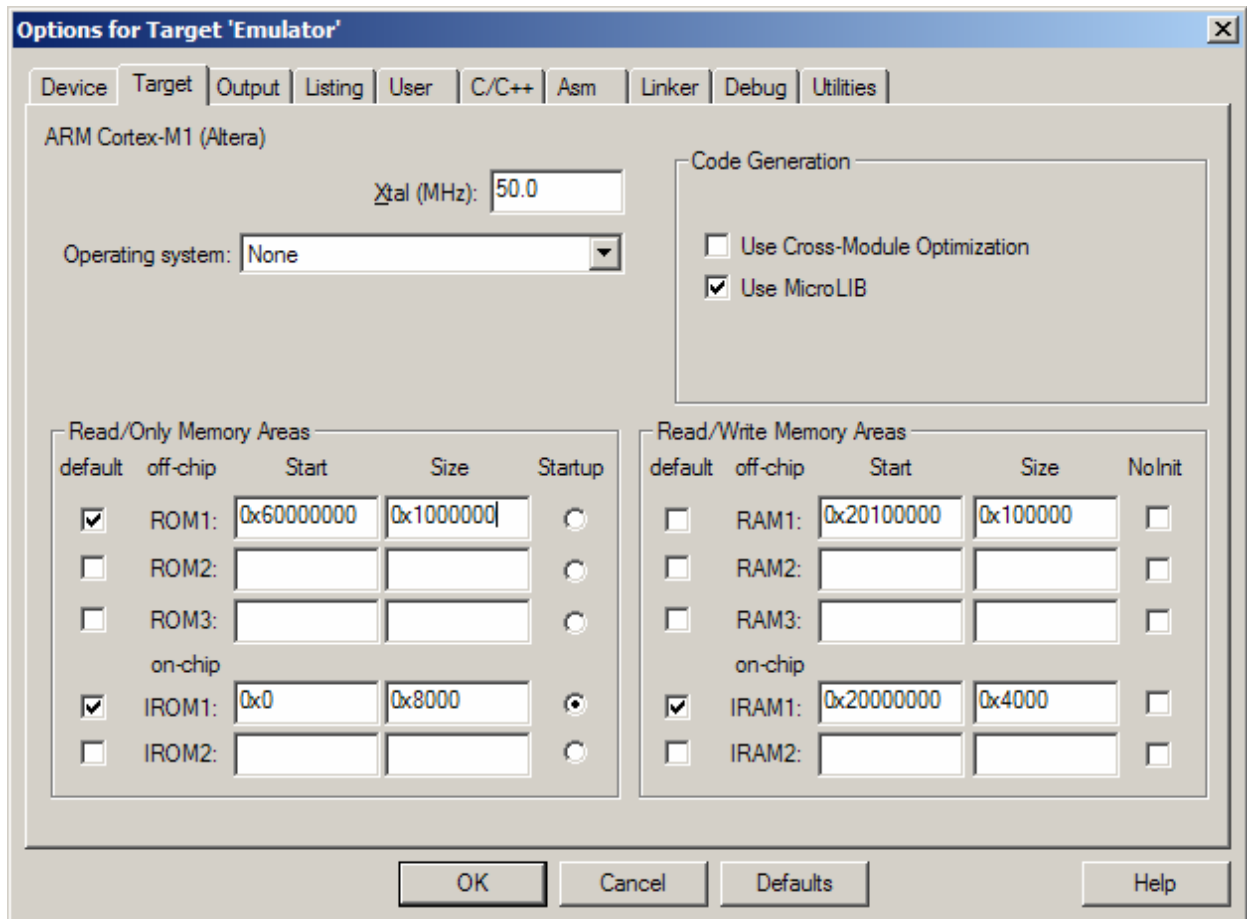 Options for Target 'Emulator'
Device Target Output Listing User C/C++ Asm Linker Debug Utilities
ARM Cortex-M1 (Altera)
Code Generation
Xtal (MHz): 50.0
Operating system: None
Use Cross-Module Optimization
Use MicroLIB
Read/Only Memory Areas
default off-chip Start Size Startup
ROM1: 0x60000000 0x1000000
ROM2:
ROM3:
on-chip
IROM1: 0x0 0x8000
IROM2:
Read/Write Memory Areas
default off-chip Start Size NoInit
RAM1: 0x20100000 0x100000
RAM2:
RAM3:
on-chip
IRAM1: 0x20000000 0x4000
IRAM2:
OK Cancel Defaults Help